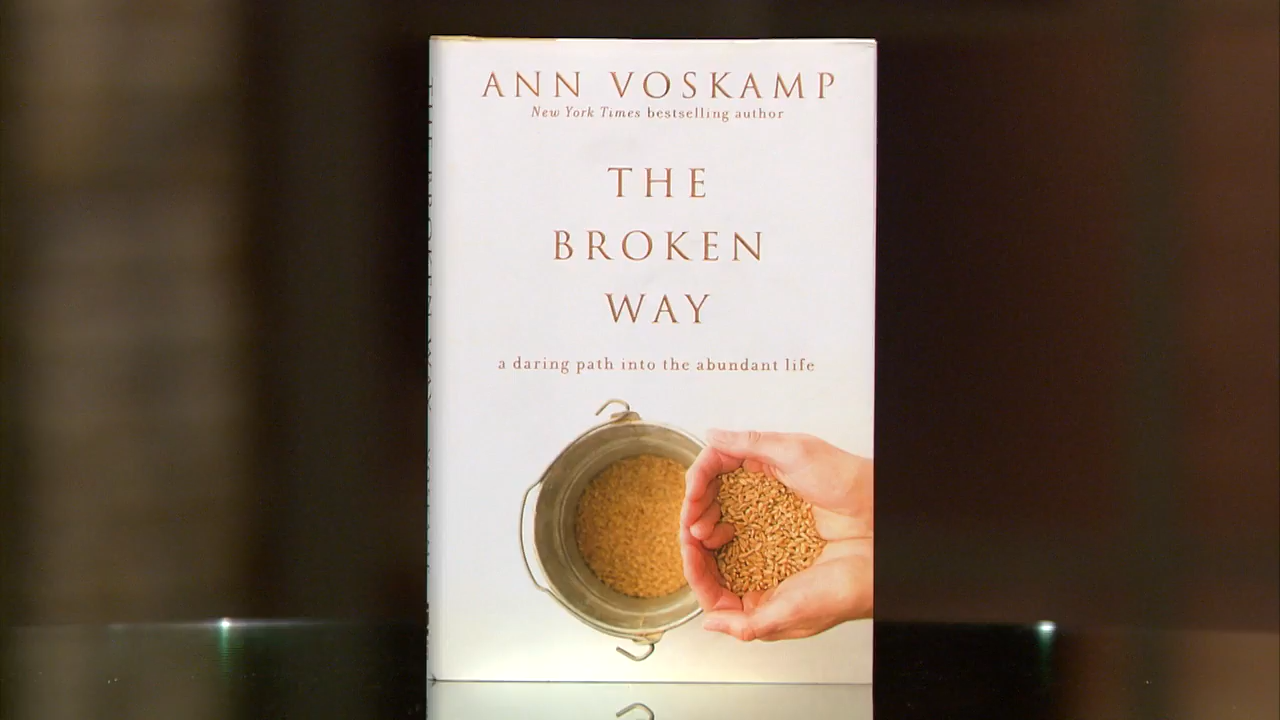 ANN VOSKAMP
New York Times bestselling author
THE
BROKEN
WAY
a daring path into the abundant life